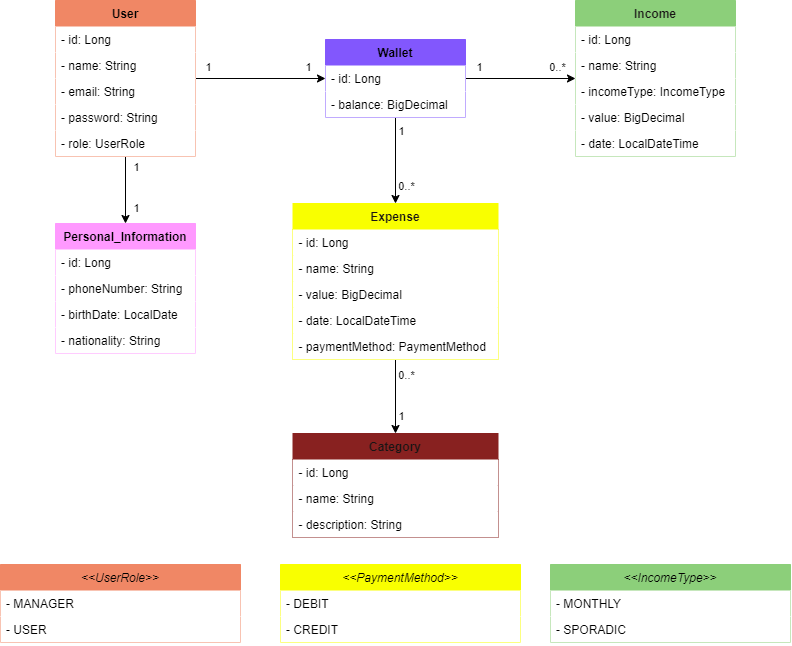 User
- id: Long
- name: String
- email: String
- password: String
- role: UserRole
1
1
Wallet
- id: Long
- balance: BigDecimal
1
0..*
Income
- id: Long
- name: String
- incomeType: IncomeType
- value: BigDecimal
- date: LocalDateTime
1
1
Personal_Information
- id: Long
- phoneNumber: String
- birthDate: LocalDate
- nationality: String
1
0..*
Expense
- id: Long
- name: String
- value: BigDecimal
- date: LocalDateTime
- paymentMethod: PaymentMethod
0..*
1
Category
- id: Long
- name: String
- description: String
<<UserRole>>
- MANAGER
- USER
<<PaymentMethod>>
- DEBIT
- CREDIT
<<IncomeType>>
- MONTHLY
- SPORADIC